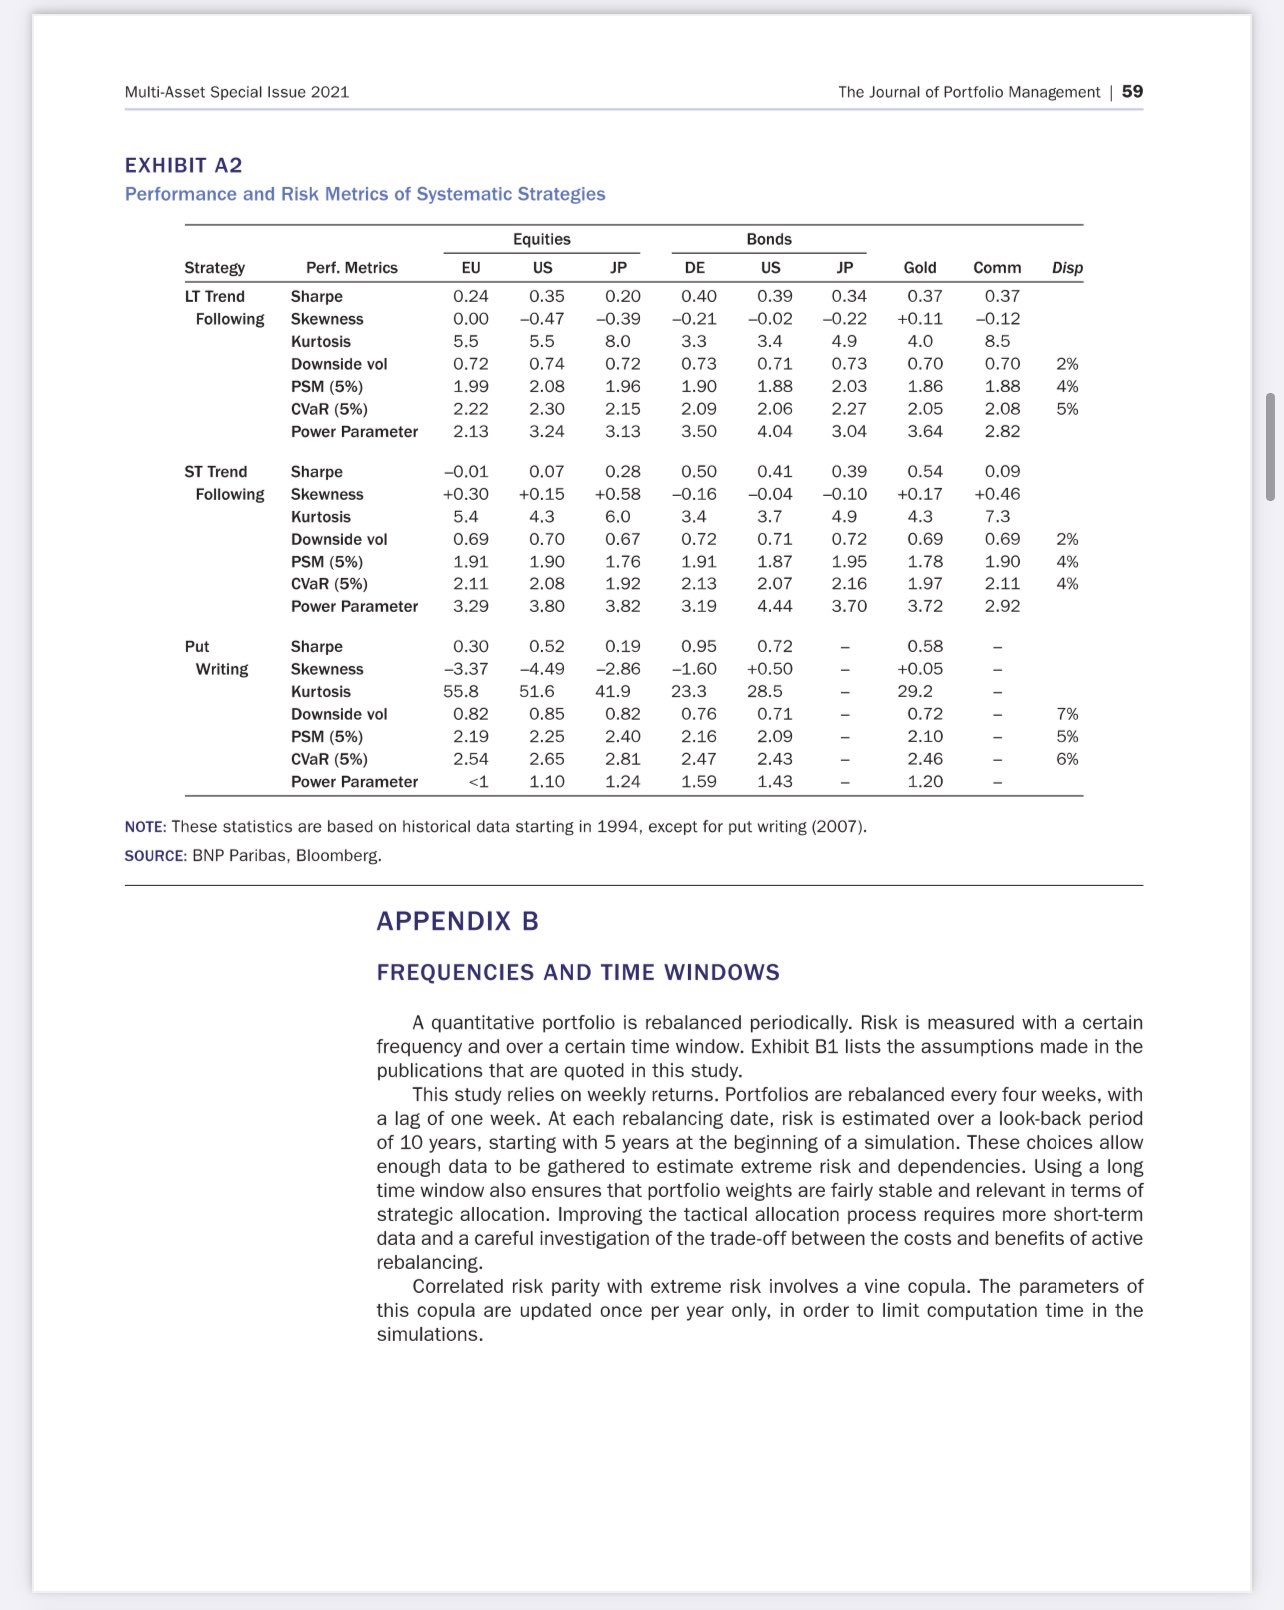 Multi-Asset Special Issue 2021 The Journal of Portfolio Management | 59
EXHIBIT A2
Performance and Risk Metrics of Systematic Strategies
Equities Bonds
Strategy Perf. Metrics EU US JP DE US JP Gold Comm Disp
LT Trend Sharpe 0.24 0.35 0.20 0.40 0.39 0.34 0.37 0.37
Following Skewness 0.00 –0.47 –0.39 –0.21 –0.02 –0.22 +0.11 –0.12
Kurtosis 5.5 5.5 8.0 3.3 3.4 4.9 4.0 8.5
Downside vol 0.72 0.74 0.72 0.73 0.71 0.73 0.70 0.70 2%
PSM (5%) 1.99 2.08 1.96 1.90 1.88 2.03 1.86 1.88 4%
CVaR (5%) 2.22 2.30 2.15 2.09 2.06 2.27 2.05 2.08 5%
Power Parameter 2.13 3.24 3.13 3.50 4.04 3.04 3.64 2.82
ST Trend Sharpe –0.01 0.07 0.28 0.50 0.41 0.39 0.54 0.09
Following Skewness +0.30 +0.15 +0.58 –0.16 –0.04 –0.10 +0.17 +0.46
Kurtosis 5.4 4.3 6.0 3.4 3.7 4.9 4.3 7.3
Downside vol 0.69 0.70 0.67 0.72 0.71 0.72 0.69 0.69 2%
PSM (5%) 1.91 1.90 1.76 1.91 1.87 1.95 1.78 1.90 4%
CVaR (5%) 2.11 2.08 1.92 2.13 2.07 2.16 1.97 2.11 4%
Power Parameter 3.29 3.80 3.82 3.19 4.44 3.70 3.72 2.92
Put Sharpe 0.30 0.52 0.19 0.95 0.72 – 0.58 –
Writing Skewness –3.37 –4.49 –2.86 –1.60 +0.50 – +0.05 –
Kurtosis 55.8 51.6 41.9 23.3 28.5 – 29.2 –
Downside vol 0.82 0.85 0.82 0.76 0.71 – 0.72 – 7%
PSM (5%) 2.19 2.25 2.40 2.16 2.09 – 2.10 – 5%
CVaR (5%) 2.54 2.65 2.81 2.47 2.43 – 2.46 – 6%
Power Parameter <1 1.10 1.24 1.59 1.43 – 1.20 –
NOTE: These statistics are based on historical data starting in 1994, except for put writing (2007).
SOURCE: BNP Paribas, Bloomberg.
APPENDIX B
FREQUENCIES AND TIME WINDOWS
A quantitative portfolio is rebalanced periodically. Risk is measured with a certain
frequency and over a certain time window. Exhibit B1 lists the assumptions made in the
publications that are quoted in this study.
This study relies on weekly returns. Portfolios are rebalanced every four weeks, with
a lag of one week. At each rebalancing date, risk is estimated over a look-back period
of 10 years, starting with 5 years at the beginning of a simulation. These choices allow
enough data to be gathered to estimate extreme risk and dependencies. Using a long
time window also ensures that portfolio weights are fairly stable and relevant in terms of
strategic allocation. Improving the tactical allocation process requires more short-term
data and a careful investigation of the trade-off between the costs and benefits of active
rebalancing.
Correlated risk parity with extreme risk involves a vine copula. The parameters of
this copula are updated once per year only, in order to limit computation time in the
simulations.